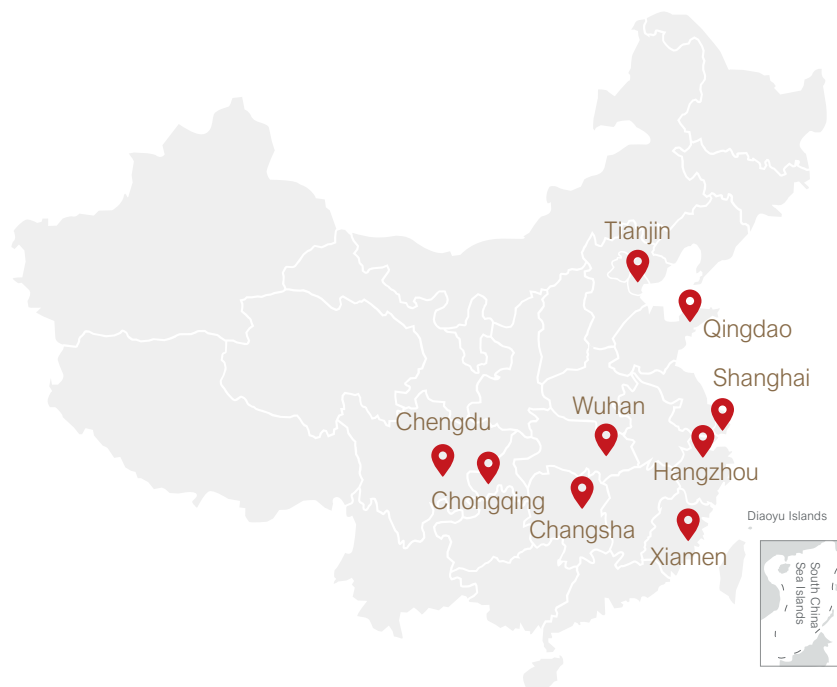 Tianjin
Qingdao
Shanghai
Wuhan
Chengdu
Hangzhou
Chongqing
Changsha
Diaoyu Islands
Xiamen
South China
Sea Islands